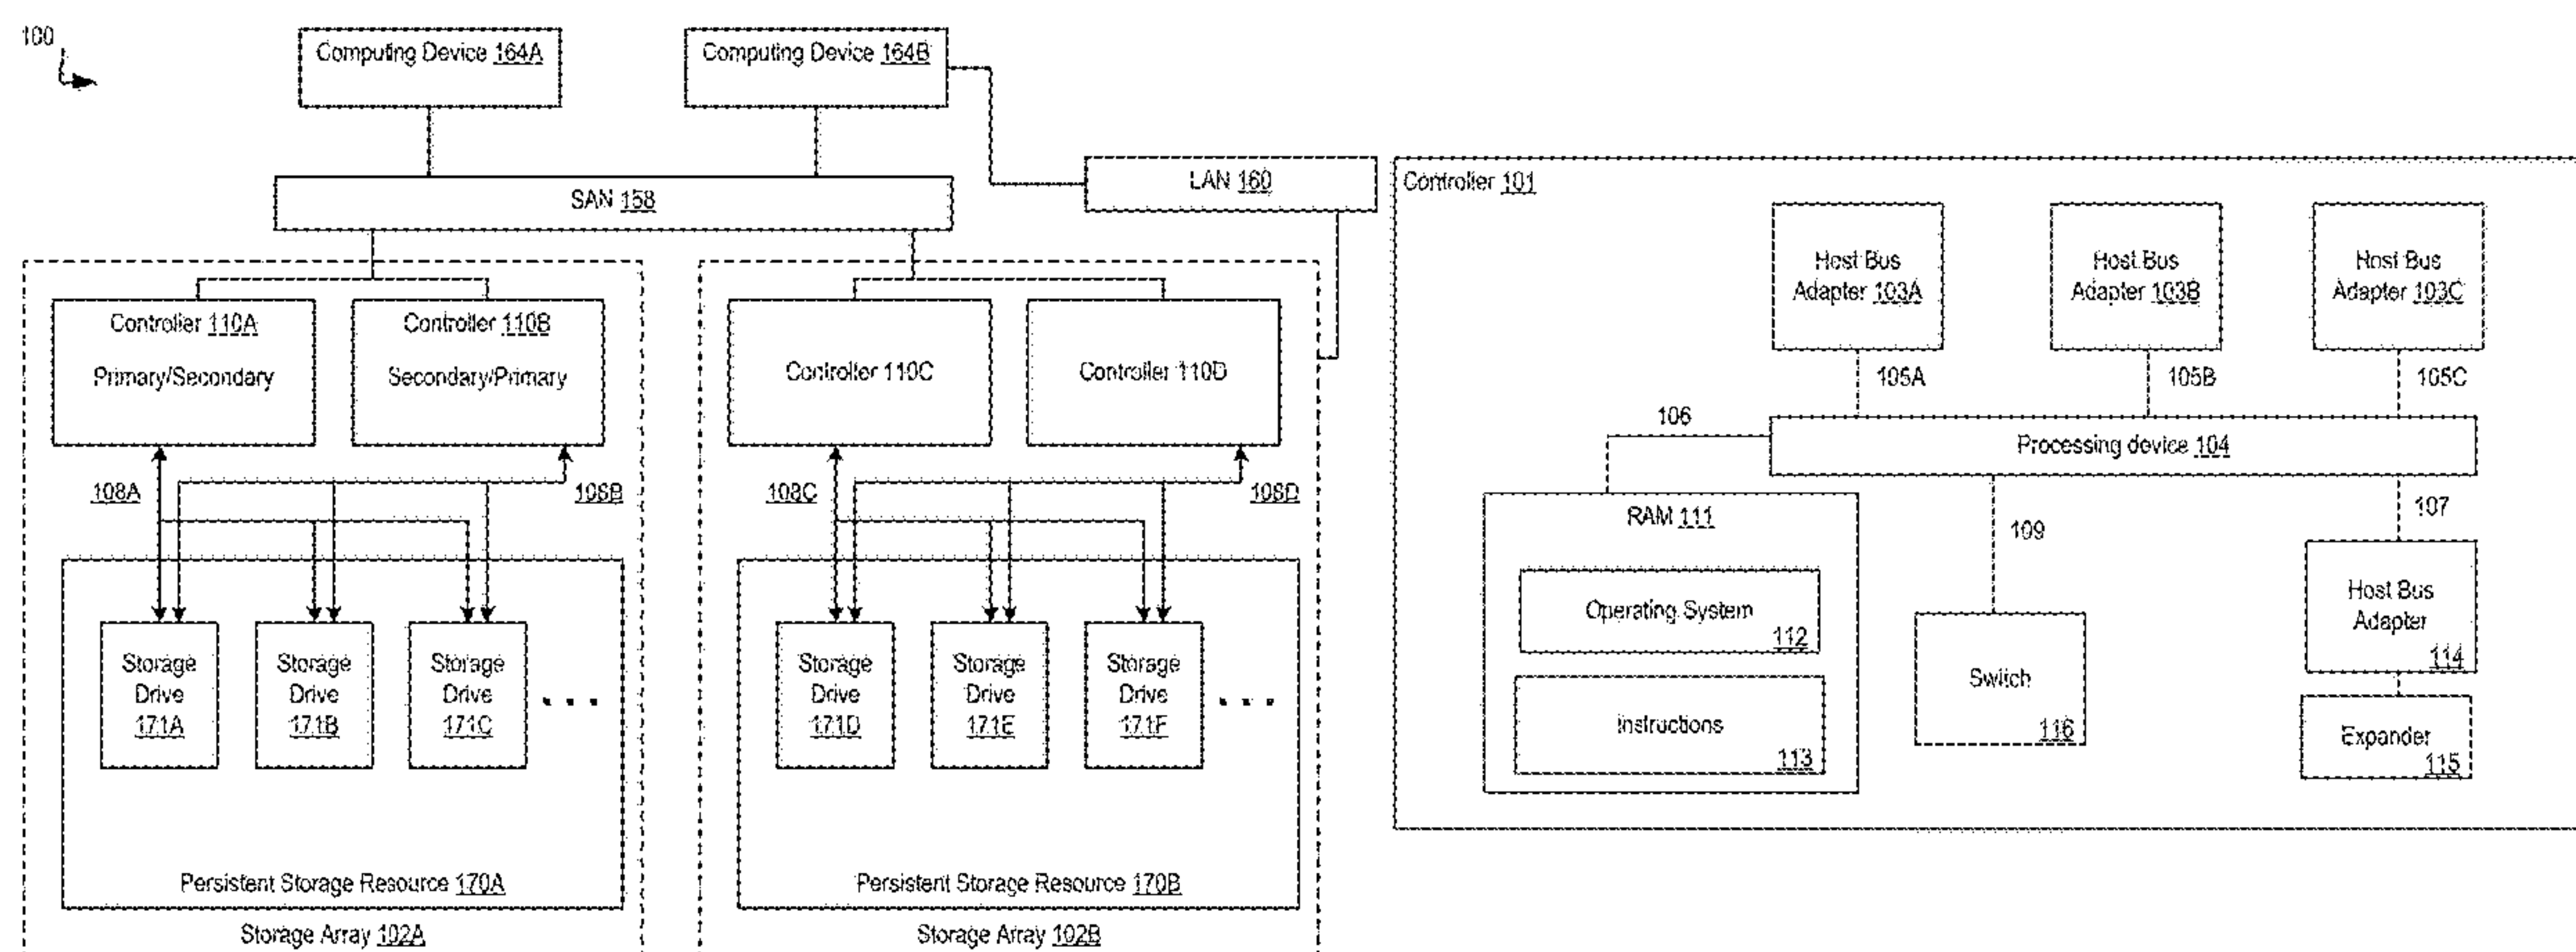 100
Computing Device 164A
Computing Device 164B
SAN 158
LAN 160
Controller 110A
Primary/Secondary
Controller 110B
Secondary/Primary
Controller 110C
Controller 110D
108A
108B
108C
108D
Storage
Drive
171A
Storage
Drive
171B
Storage
Drive
171C
...
Storage
Drive
171D
Storage
Drive
171E
Storage
Drive
171F
...
Persistent Storage Resource 170A
Persistent Storage Resource 170B
Storage Array 102A
Storage Array 102B
Controller 101
Host Bus
Adapter 103A
Host Bus
Adapter 103B
Host Bus
Adapter 103C
105A
105B
105C
106
Processing device 104
RAM 111
109
107
Operating System
112
Instructions
113
Switch
116
Host Bus
Adapter
114
Expander
115